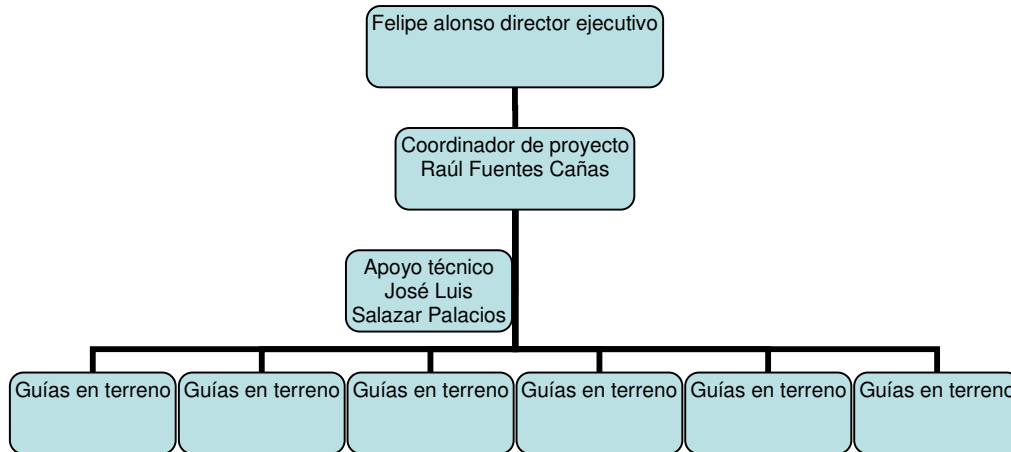 Felipe alonso director ejecutivo
Coordinador de proyecto
Raúl Fuentes Cañas
Apoyo técnico
José Luis
Salazar Palacios
Guías en terreno
Guías en terreno
Guías en terreno
Guías en terreno
Guías en terreno
Guías en terreno